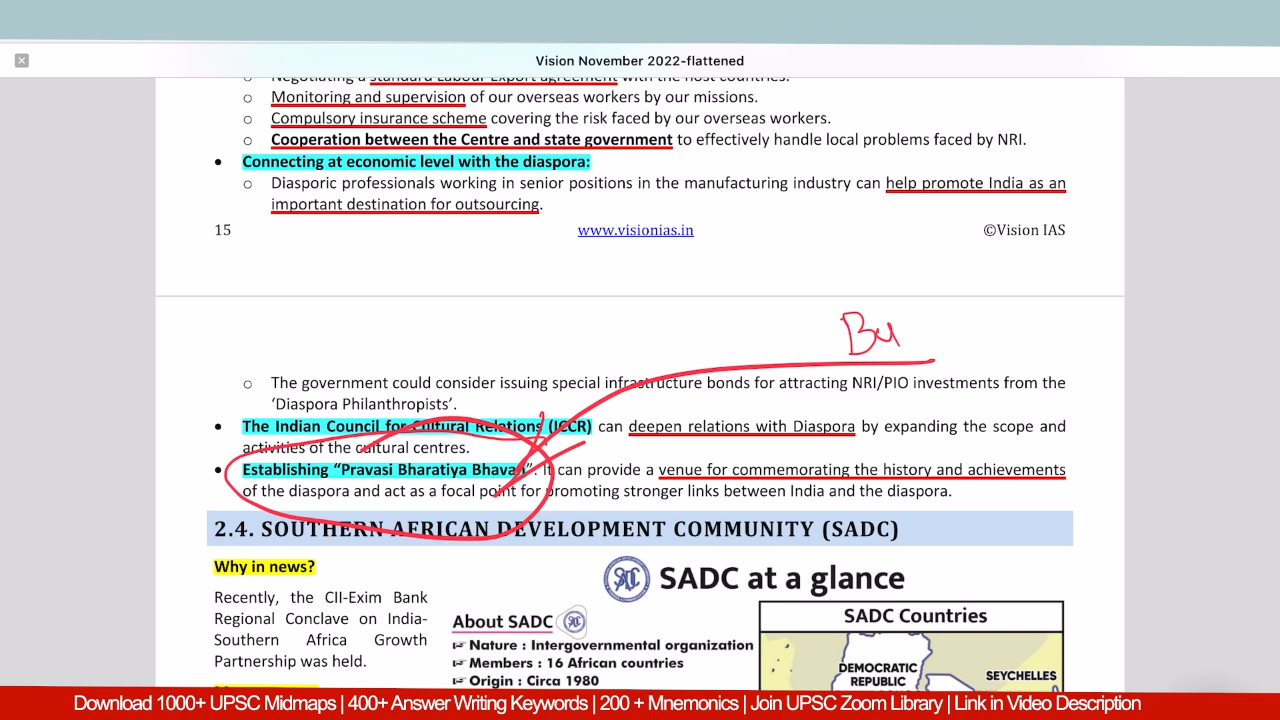 Vision November 2022-flattened
o Negotiating a standard Labour Export agreement with the host countries.
o Monitoring and supervision of our overseas workers by our missions.
o Compulsory insurance scheme covering the risk faced by our overseas workers.
o Cooperation between the Centre and state government to effectively handle local problems faced by NRI.
• Connecting at economic level with the diaspora:
o Diasporic professionals working in senior positions in the manufacturing industry can help promote India as an
important destination for outsourcing.
15 www.visionias.in ©Vision IAS
o The government could consider issuing special infrastructure bonds for attracting NRI/PIO investments from the
‘Diaspora Philanthropists’.
• The Indian Council for Cultural Relations (ICCR) can deepen relations with Diaspora by expanding the scope and
activities of the cultural centres.
• Establishing “Pravasi Bharatiya Bhavan”. It can provide a venue for commemorating the history and achievements
of the diaspora and act as a focal point for promoting stronger links between India and the diaspora.
2.4. SOUTHERN AFRICAN DEVELOPMENT COMMUNITY (SADC)
Why in news?
Recently, the CII-Exim Bank
Regional Conclave on India-
Southern Africa Growth
Partnership was held.
SADC at a glance
About SADC
Nature : Intergovernmental organization
Members : 16 African countries
Origin : Circa 1980
SADC Countries
DEMOCRATIC
REPUBLIC
SEYCHELLES
Download 1000+ UPSC Midmaps | 400+ Answer Writing Keywords | 200 + Mnemonics | Join UPSC Zoom Library | Link in Video Description